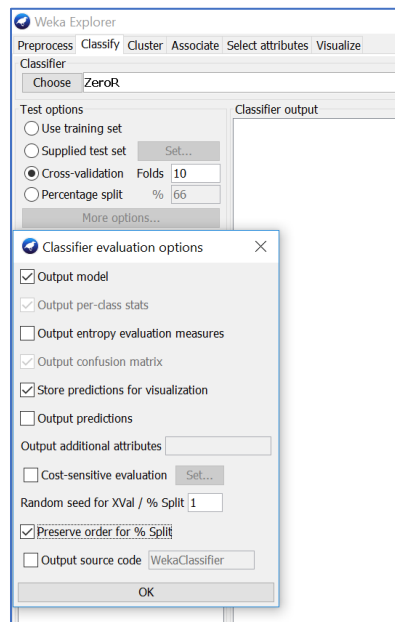 Weka Explorer
Preprocess Classify Cluster Associate Select attributes Visualize
Classifier
Choose ZeroR
Test options Classifier output
Use training set
Supplied test set Set...
Cross-validation Folds 10
Percentage split % 66
More options...
Classifier evaluation options
Output model
Output per-class stats
Output entropy evaluation measures
Output confusion matrix
Store predictions for visualization
Output predictions
Output additional attributes
Cost-sensitive evaluation Set...
Random seed for XVal / % Split 1
Preserve order for % Split
Output source code WekaClassifier
OK